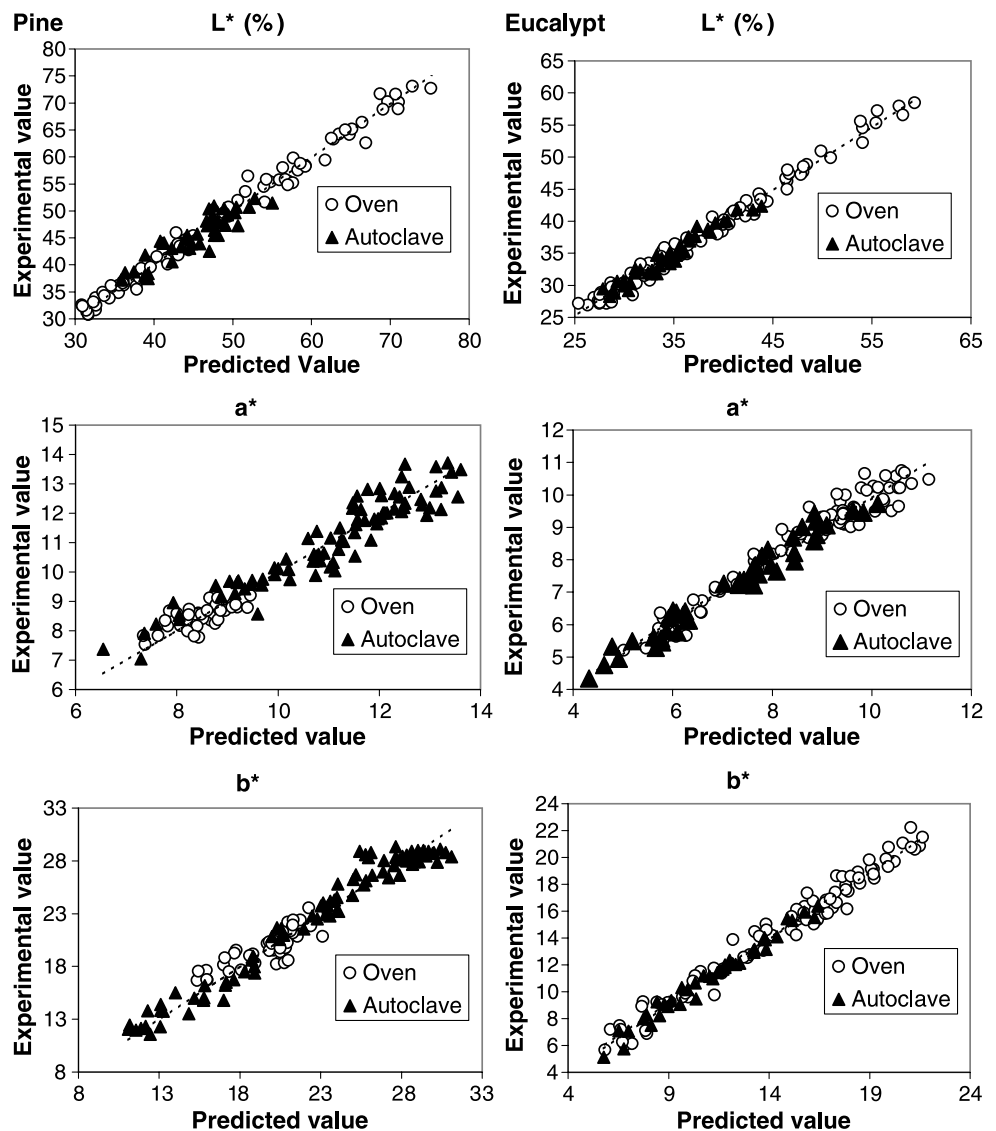 Pine L* (%)
80
75
70
65
60
55
50
45
40
35
30
Experimental value
Oven
Autoclave
30 40 50 60 70 80
Predicted Value
Eucalypt L* (%)
65
60
55
50
45
40
35
30
25
Experimental value
Oven
Autoclave
25 35 45 55 65
Predicted value
a*
15
14
13
12
11
10
9
8
7
6
Experimental value
Oven
Autoclave
6 8 10 12 14
Predicted value
a*
12
11
10
9
8
7
6
5
4
Experimental value
Oven
Autoclave
4 6 8 10 12
Predicted value
b*
33
28
23
18
13
8
Experimental value
Oven
Autoclave
8 13 18 23 28 33
Predicted value
b*
24
22
20
18
16
14
12
10
8
6
4
Experimental value
Oven
Autoclave
4 9 14 19 24
Predicted value